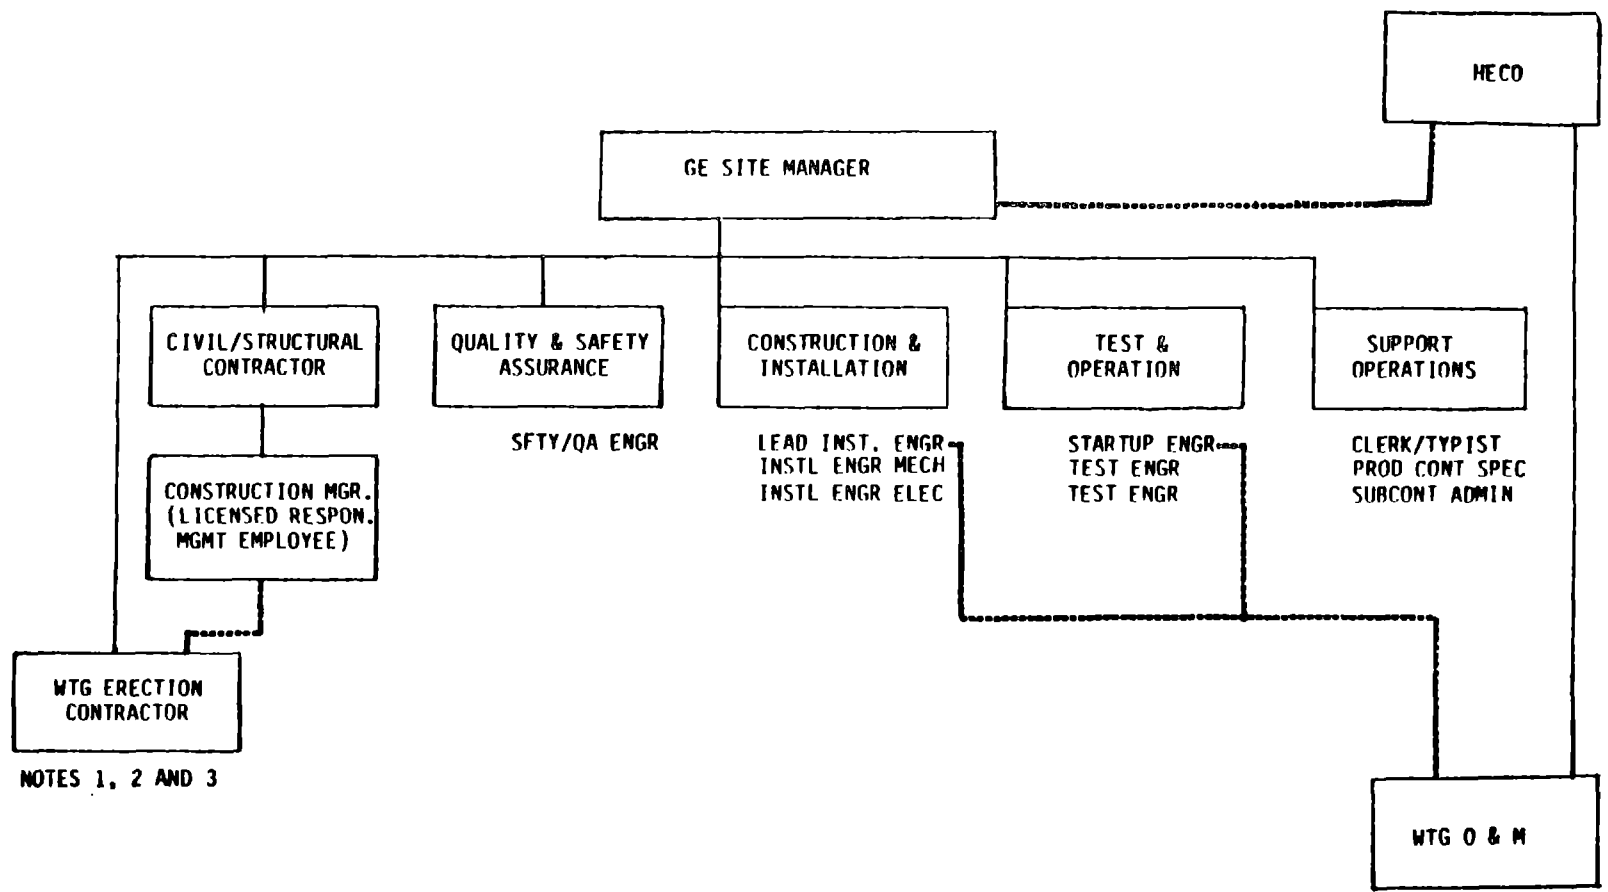 HECO
GE SITE MANAGER
CIVIL/STRUCTURAL
CONTRACTOR
QUALITY & SAFETY
ASSURANCE
CONSTRUCTION &
INSTALLATION
TEST &
OPERATION
SUPPORT
OPERATIONS
SFTY/QA ENGR
LEAD INST. ENGR
INSTL ENGR MECH
INSTL ENGR ELEC
STARTUP ENGR
TEST ENGR
TEST ENGR
CLERK/TYPIST
PROD CONT SPEC
SUBCONT ADMIN
CONSTRUCTION MGR.
(LICENSED RESPON.
MGMT EMPLOYEE)
WTG ERECTION
CONTRACTOR
NOTES 1, 2 AND 3
WTG O & M